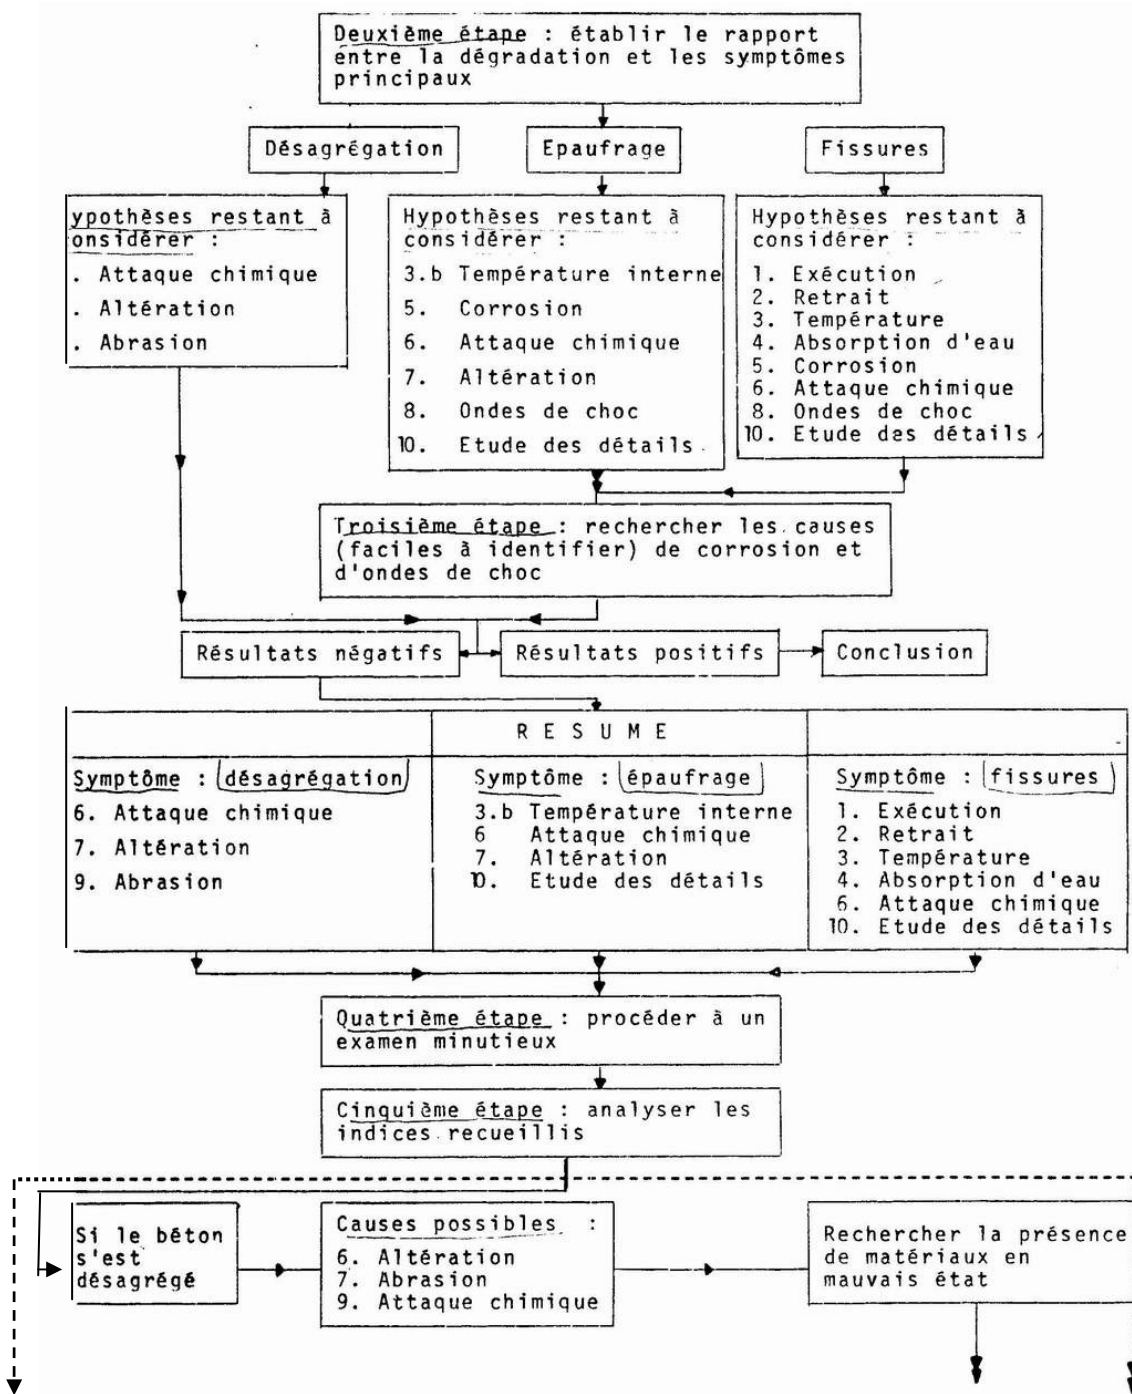 Deuxième étape : établir le rapport
entre la dégradation et les symptômes
principaux
Désagrégation
Epaufrage
Fissures
ypothèses restant à
onsidérer :
. Attaque chimique
. Altération
. Abrasion
Hypothèses restant à
considérer :
3.b Température interne
5. Corrosion
6. Attaque chimique
7. Altération
8. Ondes de choc
10. Etude des détails
Hypothèses restant à
considérer :
1. Exécution
2. Retrait
3. Température
4. Absorption d'eau
5. Corrosion
6. Attaque chimique
8. Ondes de choc
10. Etude des détails
Troisième étape : rechercher les causes
(faciles à identifier) de corrosion et
d'ondes de choc
Résultats négatifs
Résultats positifs
Conclusion
R E S U M E
Symptôme : désagrégation
6. Attaque chimique
7. Altération
9. Abrasion
Symptôme : épaufrage
3.b Température interne
6 Attaque chimique
7. Altération
10. Etude des détails
Symptôme : fissures
1. Exécution
2. Retrait
3. Température
4. Absorption d'eau
6. Attaque chimique
10. Etude des détails
Quatrième étape : procéder à un
examen minutieux
Cinquième étape : analyser les
indices recueillis
Si le béton
s'est
désagrégé
Causes possibles :
6. Altération
7. Abrasion
9. Attaque chimique
Rechercher la présence
de matériaux en
mauvais état